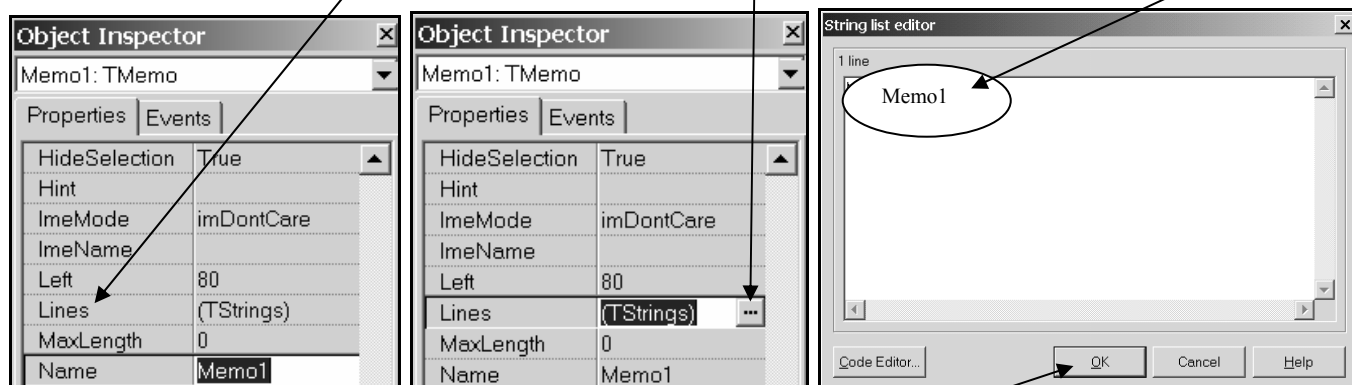 Object Inspector
Memo1: TMemo
Properties Events
HideSelection True
Hint
ImeMode imDontCare
ImeName
Left 80
Lines (TStrings)
MaxLength 0
Name Memo1
Object Inspector
Memo1: TMemo
Properties Events
HideSelection True
Hint
ImeMode imDontCare
ImeName
Left 80
Lines (TStrings) ...
MaxLength 0
Name Memo1
String list editor
1 line
Memo1
Code Editor... OK Cancel Help